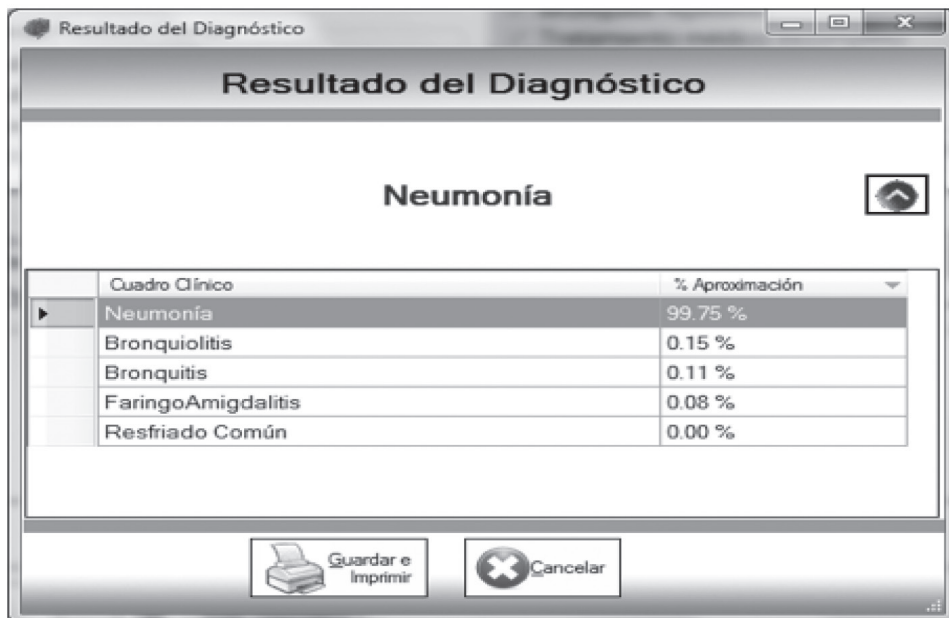 Resultado del Diagnóstico
Resultado del Diagnóstico
Neumonía
Cuadro Clínico % Aproximación
Neumonía 99.75 %
Bronquiolitis 0.15 %
Bronquitis 0.11 %
FaringoAmigdalitis 0.08 %
Resfriado Común 0.00 %
Guardar e
Imprimir
Cancelar